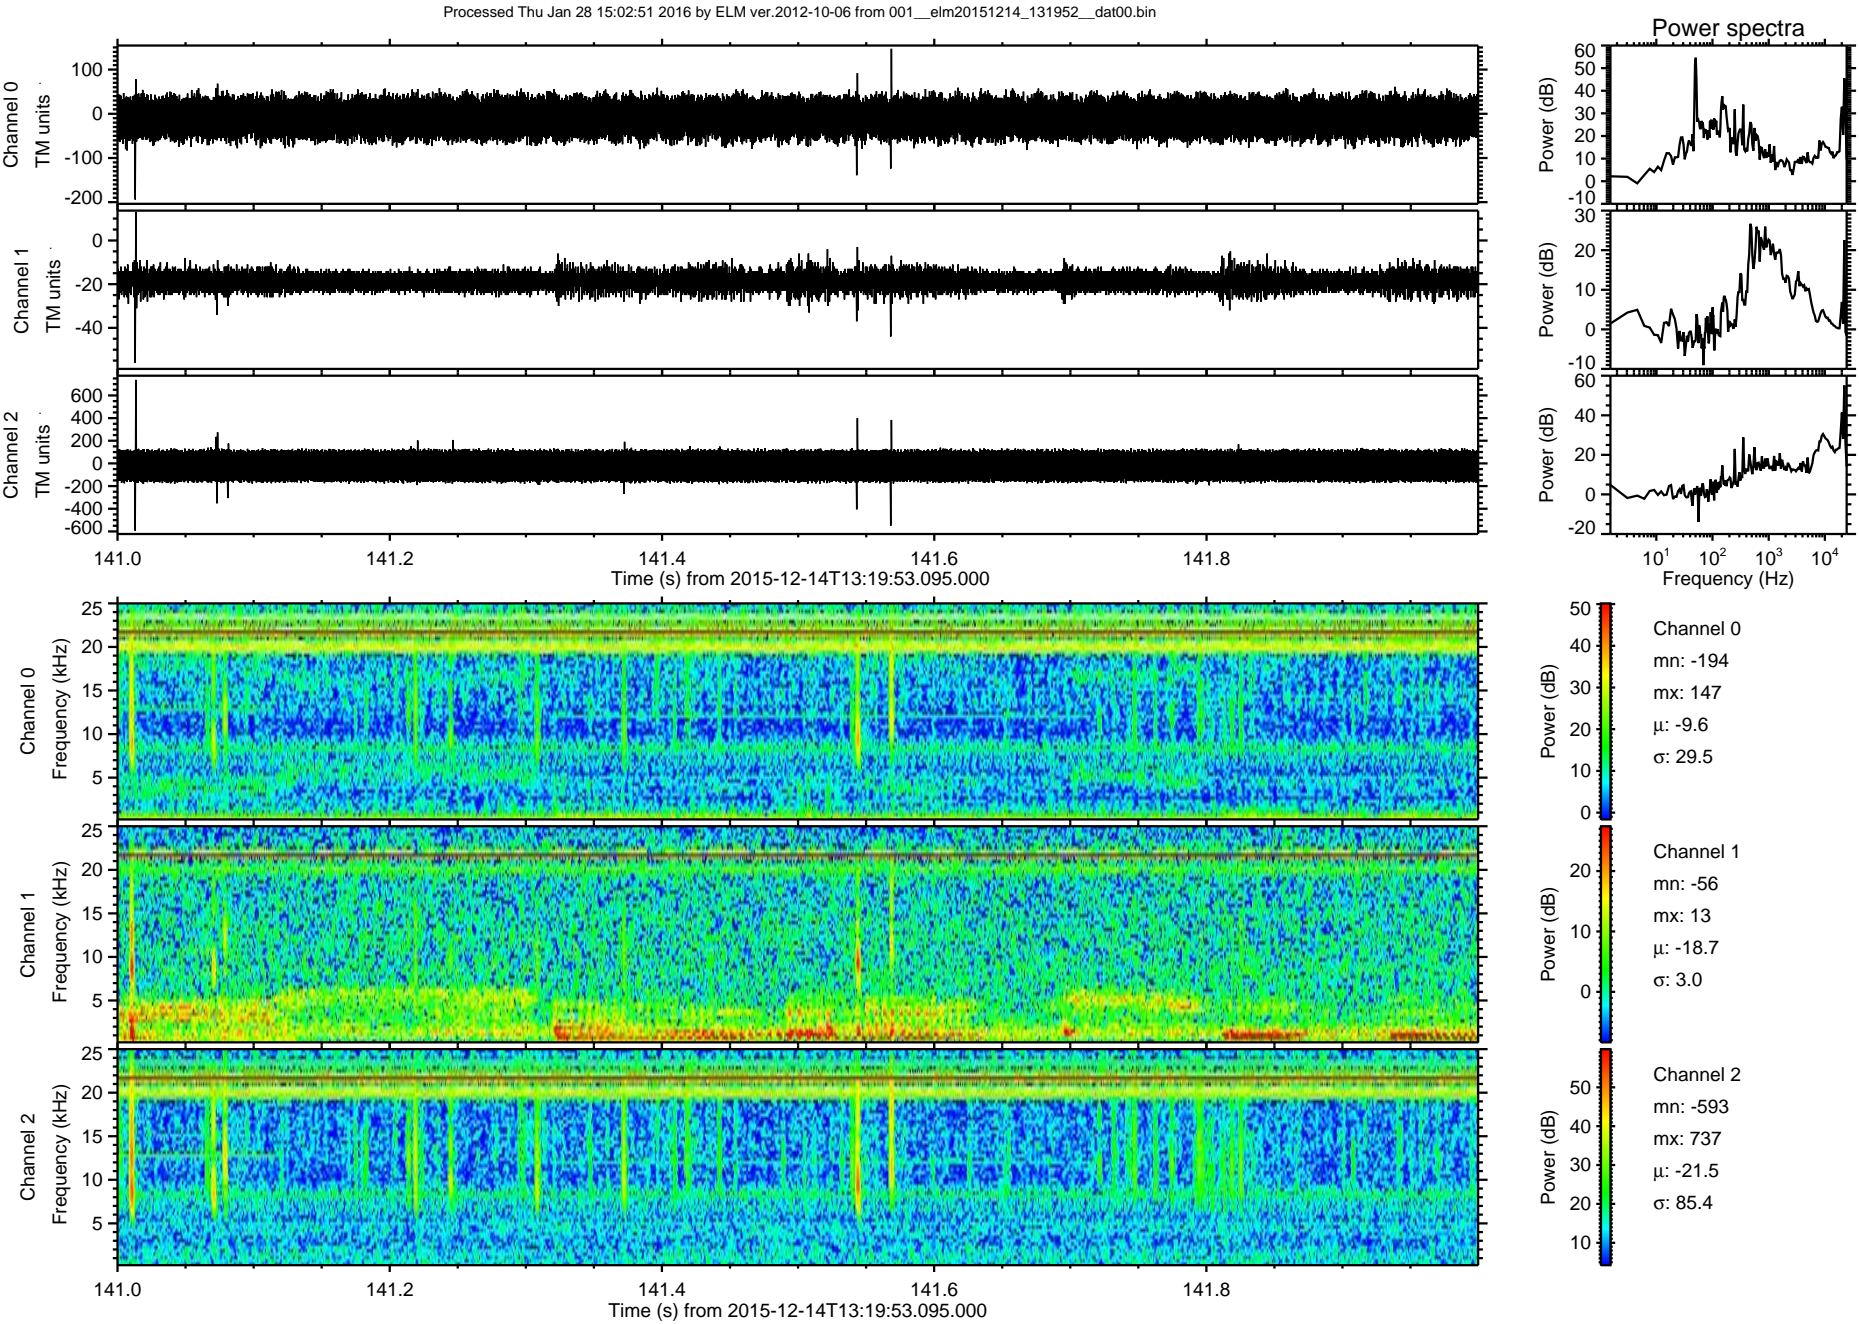 Processed Thu Jan 28 15:02:51 2016 by ELM ver.2012-10-06 from 001__elm20151214_131952__dat00.bin
Power spectra
Channel 0
TM units
100
0
-100
-200
Power (dB)
60
50
40
30
20
10
0
-10
Channel 1
TM units
0
-20
-40
Power (dB)
30
20
10
0
-10
Channel 2
TM units
600
400
200
0
-200
-400
-600
Power (dB)
60
40
20
0
-20
141.0 141.2 141.4 141.6 141.8
Time (s) from 2015-12-14T13:19:53.095.000
10^1 10^2 10^3 10^4
Frequency (Hz)
Channel 0
Frequency (kHz)
25
20
15
10
5
Power (dB)
50
40
30
20
10
0
Channel 0
mn: -194
mx: 147
μ: -9.6
σ: 29.5
Channel 1
Frequency (kHz)
25
20
15
10
5
Power (dB)
20
10
0
Channel 1
mn: -56
mx: 13
μ: -18.7
σ: 3.0
Channel 2
Frequency (kHz)
25
20
15
10
5
Power (dB)
50
40
30
20
10
Channel 2
mn: -593
mx: 737
μ: -21.5
σ: 85.4
141.0 141.2 141.4 141.6 141.8
Time (s) from 2015-12-14T13:19:53.095.000